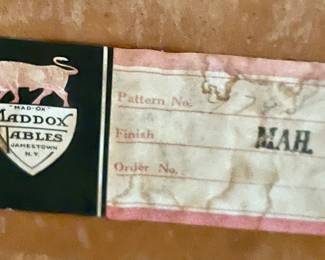 "MAD-OX"
MADDOX
TABLES
JAMESTOWN
N.Y.
Pattern No.
Finish MAH.
Order No.